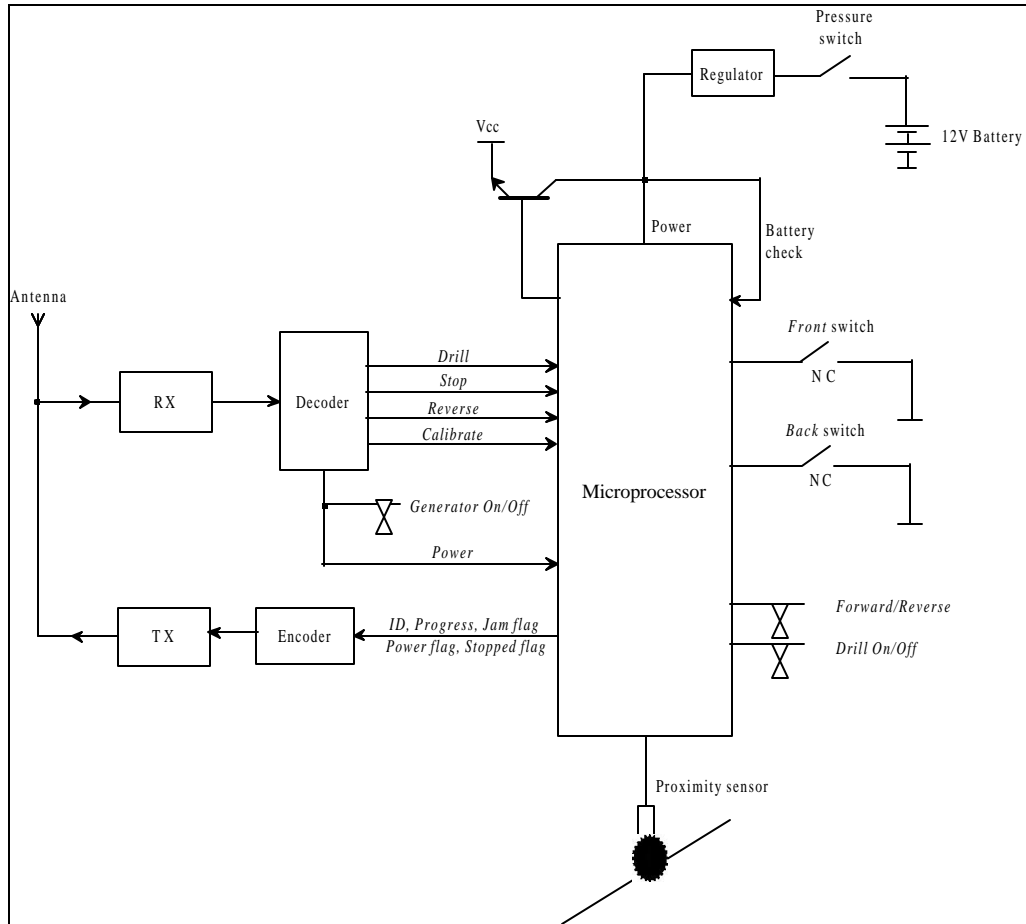 Pressure
switch
Regulator
12V Battery
Vcc
Power
Battery
check
Antenna
Front switch
NC
Drill
Stop
Reverse
Calibrate
RX
Decoder
Back switch
NC
Microprocessor
Generator On/Off
Power
Forward/Reverse
TX
Encoder
ID, Progress, Jam flag
Power flag, Stopped flag
Drill On/Off
Proximity sensor